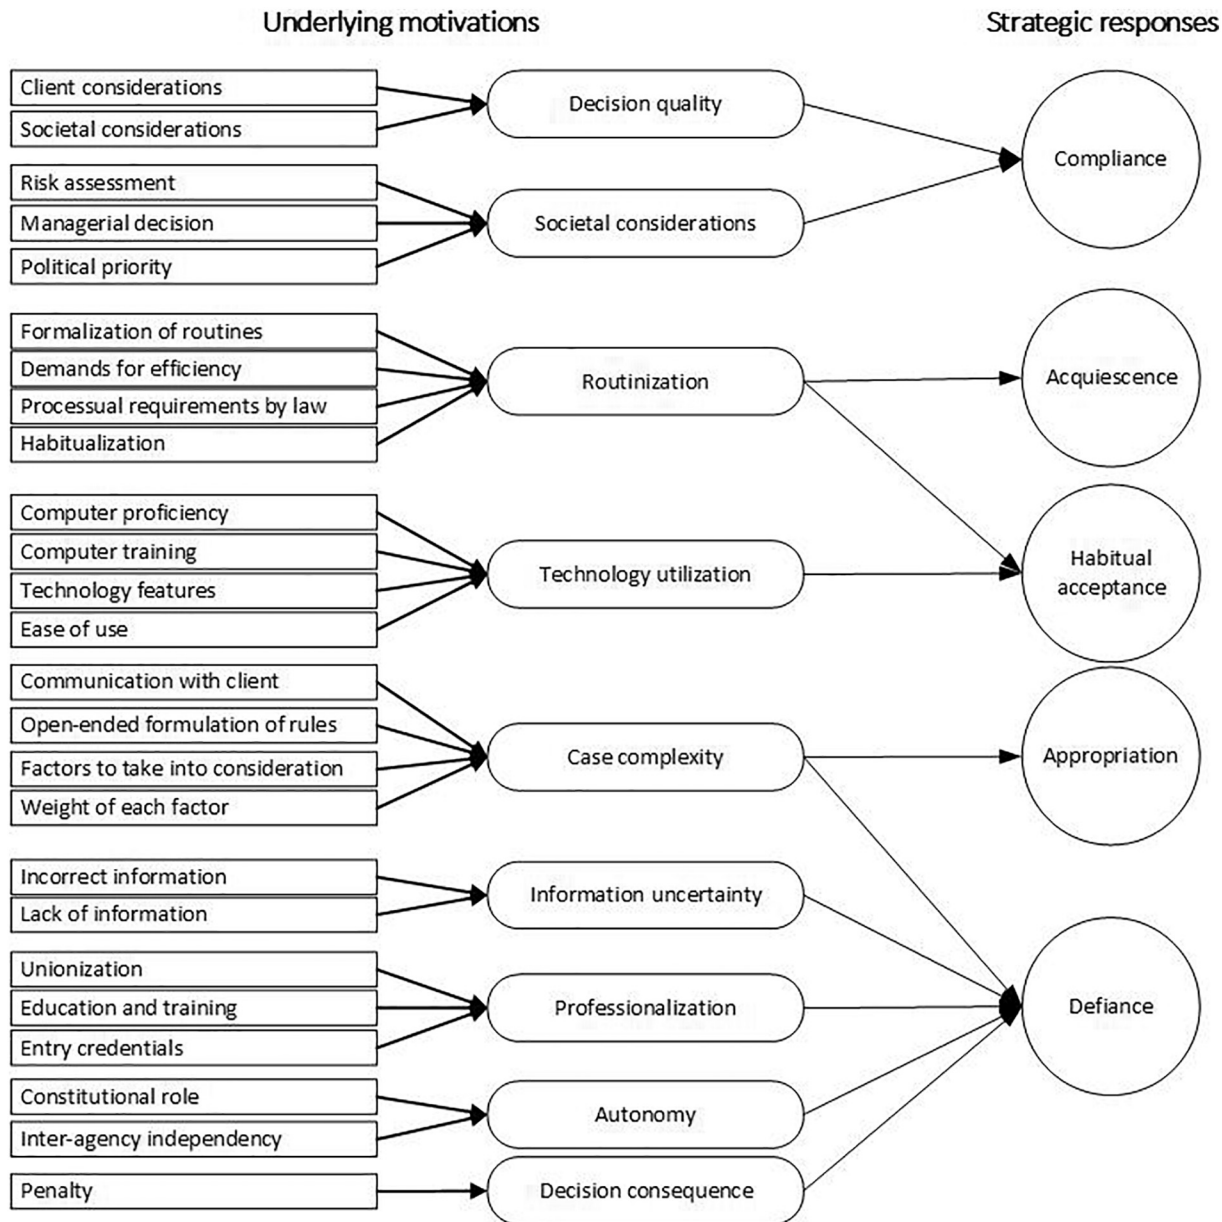 Underlying motivations
Strategic responses
Client considerations
Societal considerations
Decision quality
Compliance
Risk assessment
Managerial decision
Political priority
Societal considerations
Formalization of routines
Demands for efficiency
Processual requirements by law
Habitualization
Routinization
Acquiescence
Computer proficiency
Computer training
Technology features
Ease of use
Technology utilization
Habitual
acceptance
Communication with client
Open-ended formulation of rules
Factors to take into consideration
Weight of each factor
Case complexity
Appropriation
Incorrect information
Lack of information
Information uncertainty
Unionization
Education and training
Entry credentials
Professionalization
Defiance
Constitutional role
Inter-agency independency
Autonomy
Penalty
Decision consequence